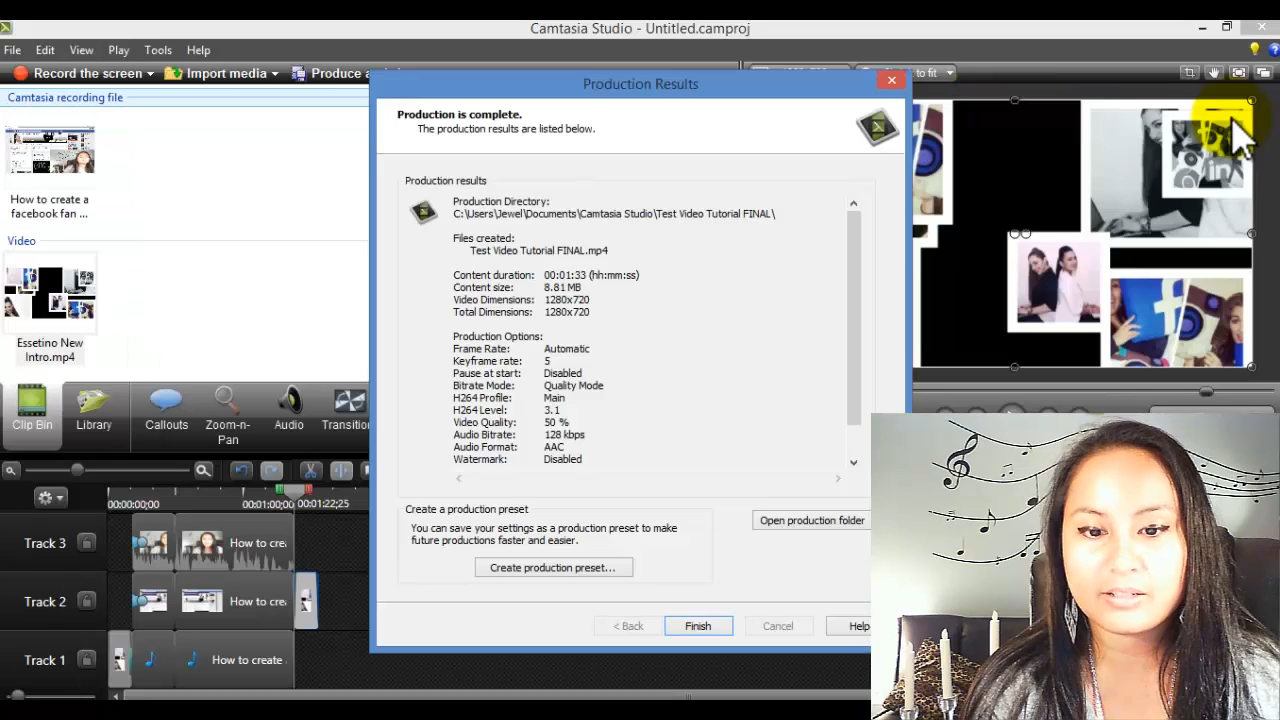 Camtasia Studio - Untitled.camproj
File Edit View Play Tools Help
Record the screen Import media Produce a
to fit
Camtasia recording file
How to create a
facebook fan ...
Video
Essetino New
Intro.mp4
Clip Bin
Library
Callouts
Zoom-n-
Pan
Audio
Transition
00:00:00;00
00:01:00;00
00:01:22;25
Track 3
How to crea
Track 2
How to crea
Track 1
How to create
Production Results
Production is complete.
The production results are listed below.
Production results
Production Directory:
C:\Users\Jewel\Documents\Camtasia Studio\Test Video Tutorial FINAL\
Files created:
Test Video Tutorial FINAL.mp4
Content duration: 00:01:33 (hh:mm:ss)
Content size: 8.81 MB
Video Dimensions: 1280x720
Total Dimensions: 1280x720
Production Options:
Frame Rate: Automatic
Keyframe rate: 5
Pause at start: Disabled
Bitrate Mode: Quality Mode
H264 Profile: Main
H264 Level: 3.1
Video Quality: 50 %
Audio Bitrate: 128 kbps
Audio Format: AAC
Watermark: Disabled
Create a production preset
You can save your settings as a production preset to make
future productions faster and easier.
Create production preset...
Open production folder
< Back Finish Cancel Help